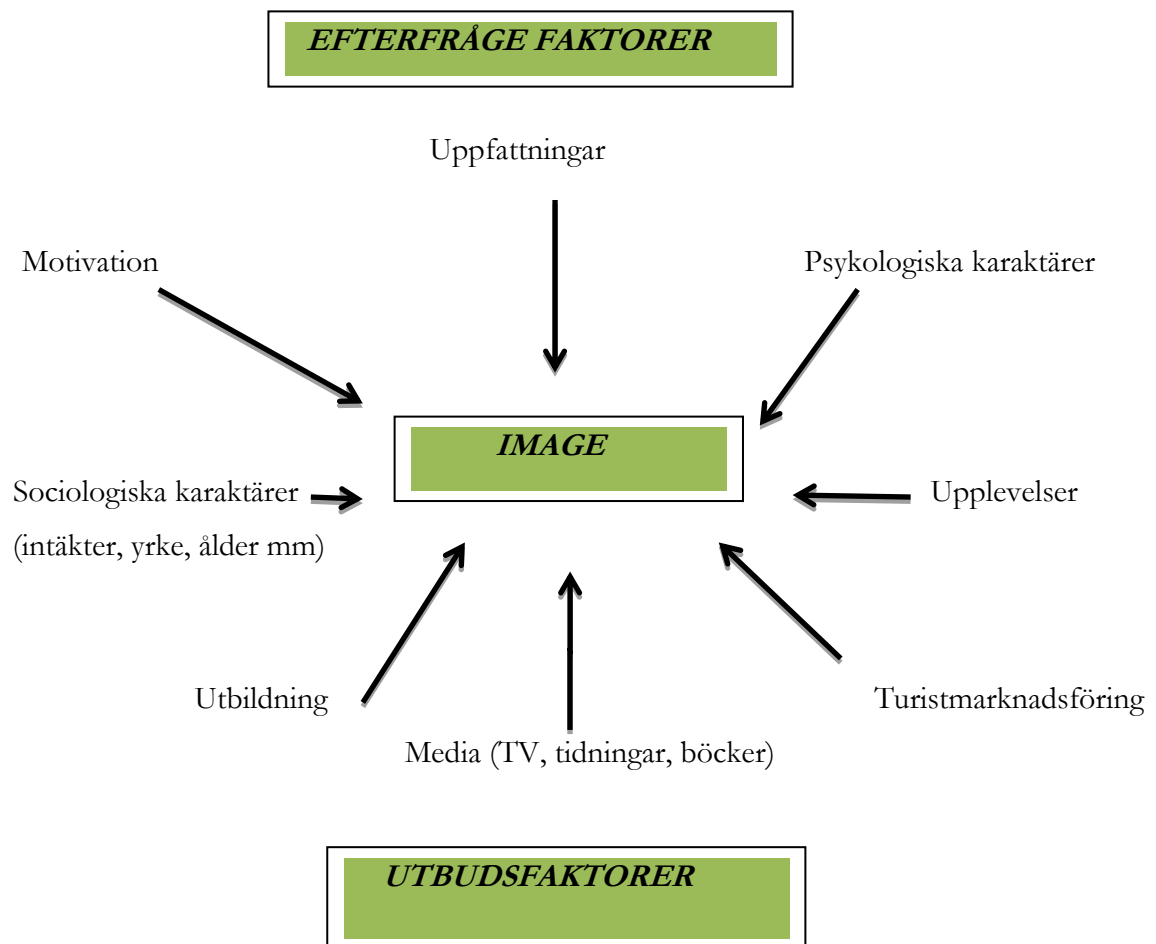 EFTERFRÅGE FAKTORER
Uppfattningar
Motivation
Psykologiska karaktärer
IMAGE
Sociologiska karaktärer
(intäkter, yrke, ålder mm)
Upplevelser
Utbildning
Turistmarknadsföring
Media (TV, tidningar, böcker)
UTBUDSFAKTORER